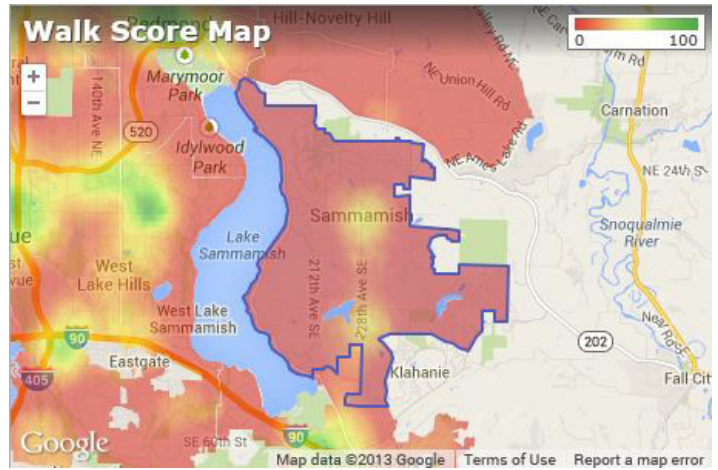 Walk Score Map
0 100
Redmond
Hill-Novelty Hill
Marymoor
Park
140th Ave NE
520
Idylwood
Park
NE Union Hill Rd
NE Ames Lake Rd
Carnation
NE 24th St
Sammamish
Lake
Sammamish
Snoqualmie
River
West
Lake Hills
212th Ave SE
228th Ave SE
West Lake
Sammamish
90
Eastgate
405
202
Klahanie
Fall City
SE 60th St
90
Google
Map data ©2013 Google Terms of Use Report a map error